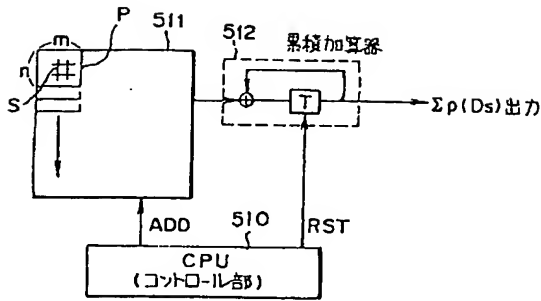 m
P
511
n
S
512
累積加算器
T
Σρ(Ds)出力
ADD
510
RST
CPU
(コントロール部)